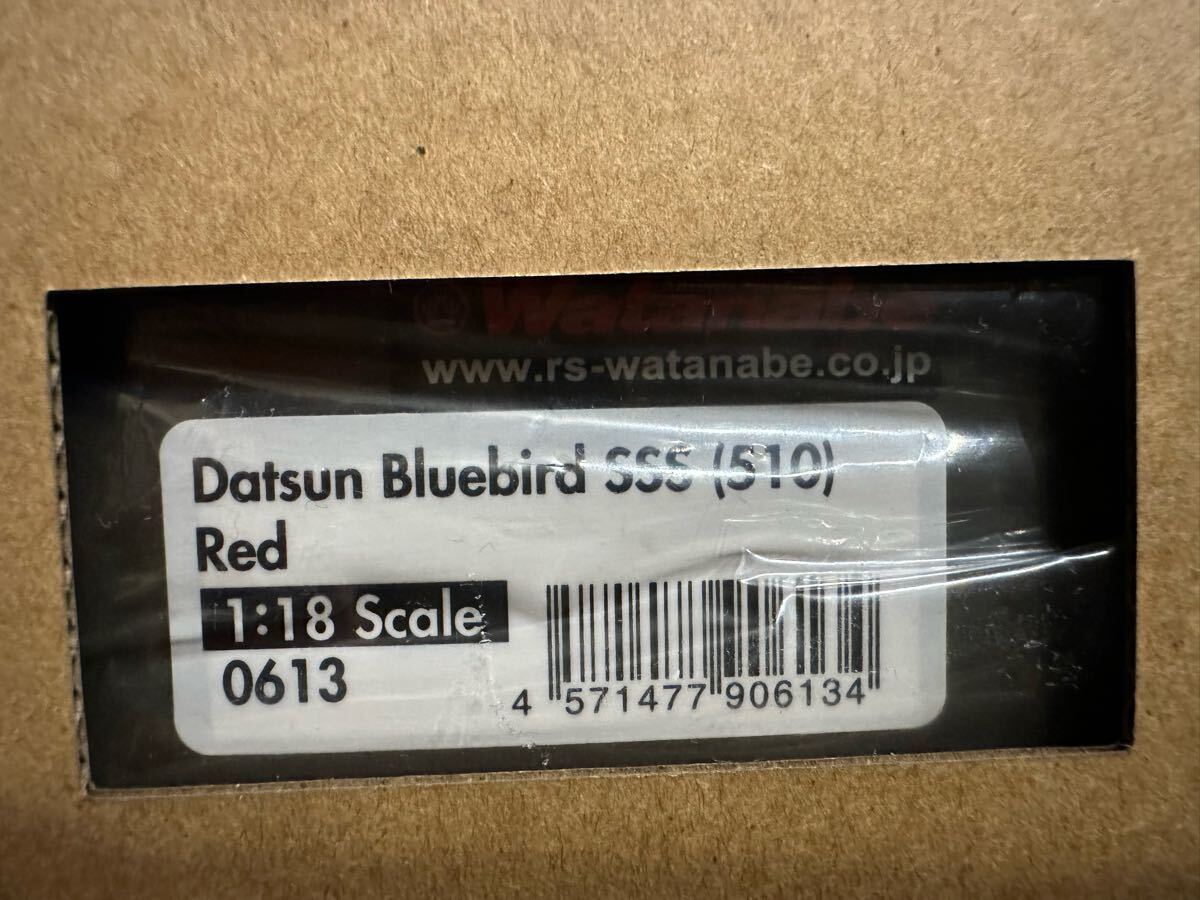 Watanabe
www.rs-watanabe.co.jp
Datsun Bluebird SSS (510)
Red
1:18 Scale
0613
4 571477 906134